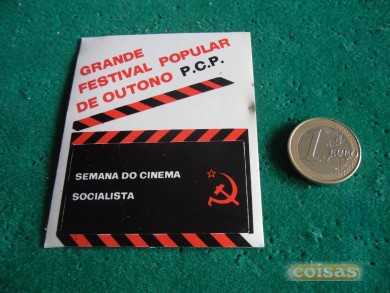 GRANDE
FESTIVAL POPULAR
DE OUTONO P.C.P.
SEMANA DO CINEMA
SOCIALISTA
1 EURO
coisas